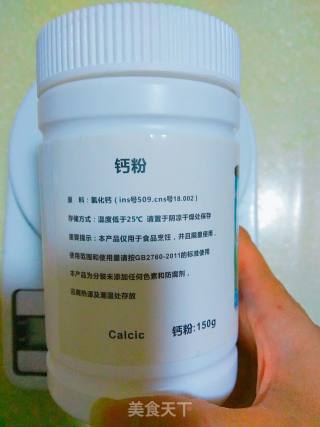 钙粉
原 料：氯化钙（ins号509.cns号18.002）
存储方式：温度低于25℃ 请置于阴凉干燥处保存
重要提示：本产品仅用于食品烹饪，并且限量使用，
使用范围和使用量请按GB2760-2011的标准使用
本产品为分装未添加任何色素和防腐剂，
远离热源及潮湿处存放
Calcic 钙粉:150g
美食天下